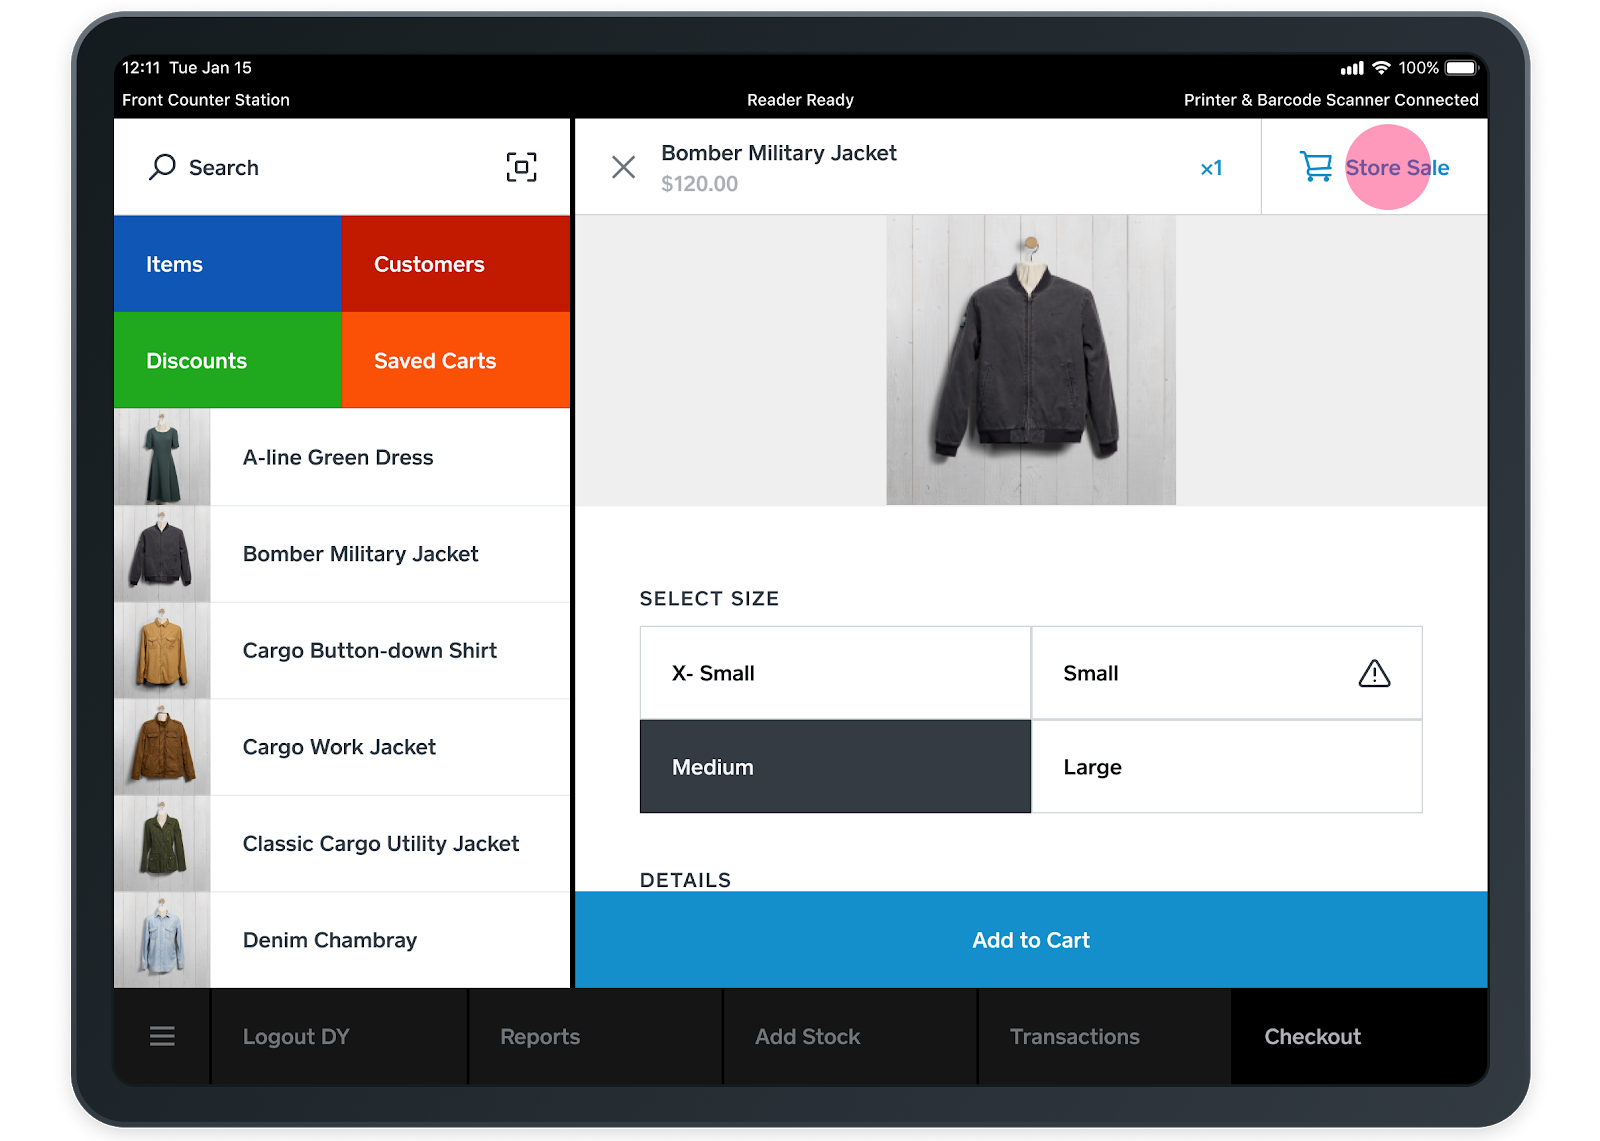 12:11 Tue Jan 15
100%
Front Counter Station
Reader Ready
Printer & Barcode Scanner Connected
Search
Bomber Military Jacket
$120.00
x1
Store Sale
Items
Customers
Discounts
Saved Carts
A-line Green Dress
Bomber Military Jacket
Cargo Button-down Shirt
Cargo Work Jacket
Classic Cargo Utility Jacket
Denim Chambray
SELECT SIZE
X- Small
Small
Medium
Large
DETAILS
Add to Cart
Logout DY
Reports
Add Stock
Transactions
Checkout